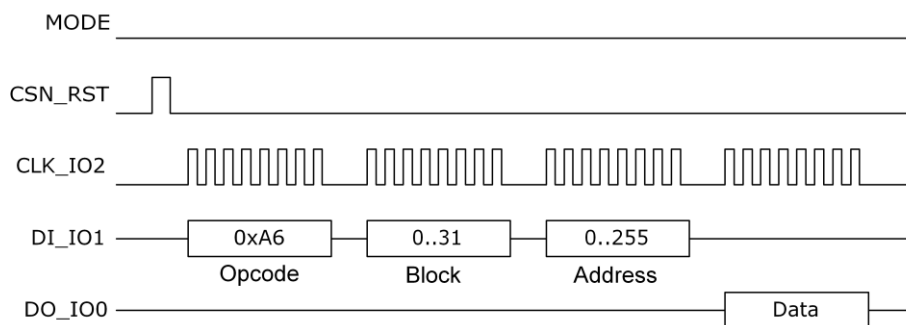 MODE
CSN_RST
CLK_IO2
DI_IO1 0xA6 0..31 0..255
Opcode Block Address
DO_IO0 Data